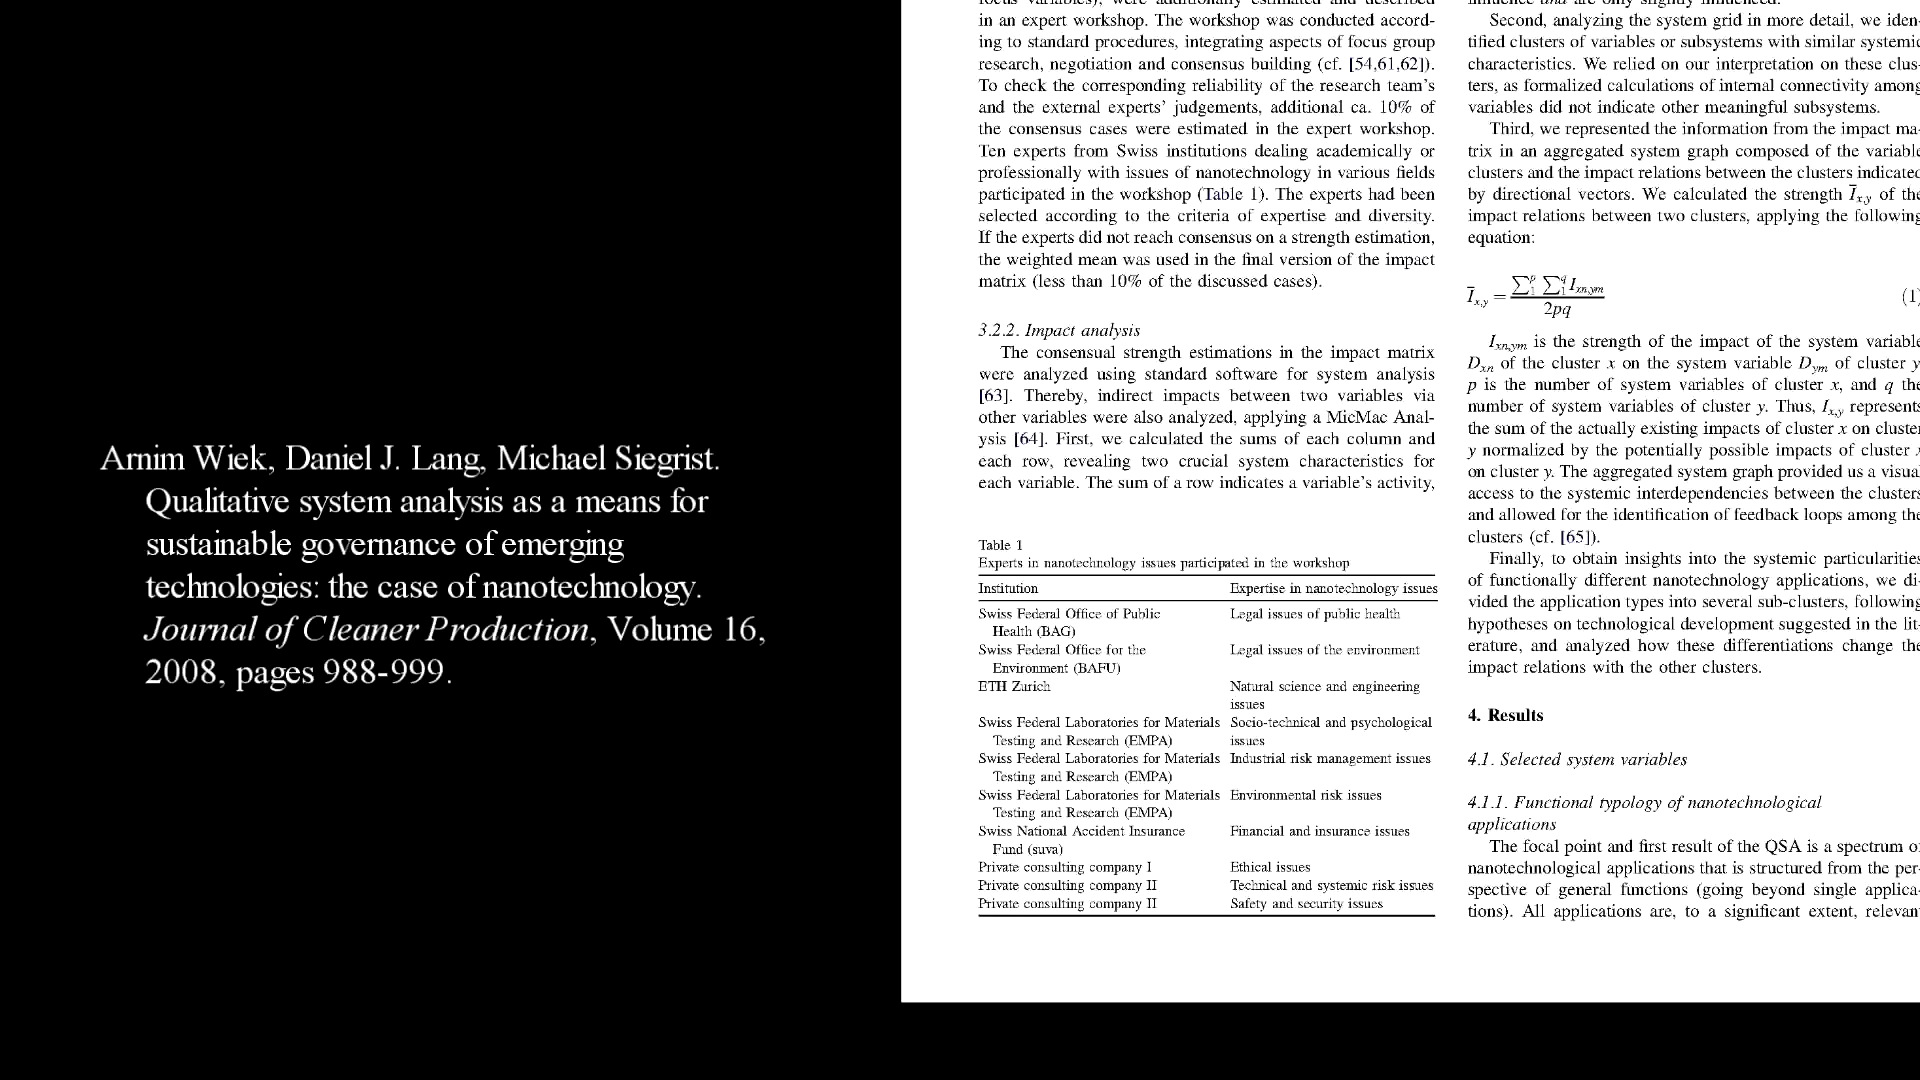 Arnim Wiek, Daniel J. Lang, Michael Siegrist.
Qualitative system analysis as a means for
sustainable governance of emerging
technologies: the case of nanotechnology.
Journal of Cleaner Production, Volume 16,
2008, pages 988-999.
in an expert workshop. The workshop was conducted accord-
ing to standard procedures, integrating aspects of focus group
research, negotiation and consensus building (cf. [54,61,62]).
To check the corresponding reliability of the research team's
and the external experts' judgements, additional ca. 10% of
the consensus cases were estimated in the expert workshop.
Ten experts from Swiss institutions dealing academically or
professionally with issues of nanotechnology in various fields
participated in the workshop (Table 1). The experts had been
selected according to the criteria of expertise and diversity.
If the experts did not reach consensus on a strength estimation,
the weighted mean was used in the final version of the impact
matrix (less than 10% of the discussed cases).
3.2.2. Impact analysis
The consensual strength estimations in the impact matrix
were analyzed using standard software for system analysis
[63]. Thereby, indirect impacts between two variables via
other variables were also analyzed, applying a MicMac Anal-
ysis [64]. First, we calculated the sums of each column and
each row, revealing two crucial system characteristics for
each variable. The sum of a row indicates a variable's activity,
Table 1
Experts in nanotechnology issues participated in the workshop
Institution Expertise in nanotechnology issues
Swiss Federal Office of Public Legal issues of public health
Health (BAG)
Swiss Federal Office for the Legal issues of the environment
Environment (BAFU)
ETH Zurich Natural science and engineering
issues
Swiss Federal Laboratories for Materials Socio-technical and psychological
Testing and Research (EMPA) issues
Swiss Federal Laboratories for Materials Industrial risk management issues
Testing and Research (EMPA)
Swiss Federal Laboratories for Materials Environmental risk issues
Testing and Research (EMPA)
Swiss National Accident Insurance Financial and insurance issues
Fund (suva)
Private consulting company I Ethical issues
Private consulting company II Technical and systemic risk issues
Private consulting company II Safety and security issues
Second, analyzing the system grid in more detail, we iden-
tified clusters of variables or subsystems with similar systemic
characteristics. We relied on our interpretation on these clus-
ters, as formalized calculations of internal connectivity among
variables did not indicate other meaningful subsystems.
Third, we represented the information from the impact ma-
trix in an aggregated system graph composed of the variable
clusters and the impact relations between the clusters indicated
by directional vectors. We calculated the strength Ī x,y of the
impact relations between two clusters, applying the following
equation:
Ī x,y = ∑ᵖ₁ ∑ᑫ₁ I xn,ym / 2pq (1)
I xn,ym is the strength of the impact of the system variable
D xn of the cluster x on the system variable D ym of cluster y
p is the number of system variables of cluster x, and q the
number of system variables of cluster y. Thus, I x,y represents
the sum of the actually existing impacts of cluster x on cluster
y normalized by the potentially possible impacts of cluster x
on cluster y. The aggregated system graph provided us a visual
access to the systemic interdependencies between the clusters
and allowed for the identification of feedback loops among the
clusters (cf. [65]).
Finally, to obtain insights into the systemic particularities
of functionally different nanotechnology applications, we di-
vided the application types into several sub-clusters, following
hypotheses on technological development suggested in the lit-
erature, and analyzed how these differentiations change the
impact relations with the other clusters.
4. Results
4.1. Selected system variables
4.1.1. Functional typology of nanotechnological
applications
The focal point and first result of the QSA is a spectrum of
nanotechnological applications that is structured from the per-
spective of general functions (going beyond single applica-
tions). All applications are, to a significant extent, relevant